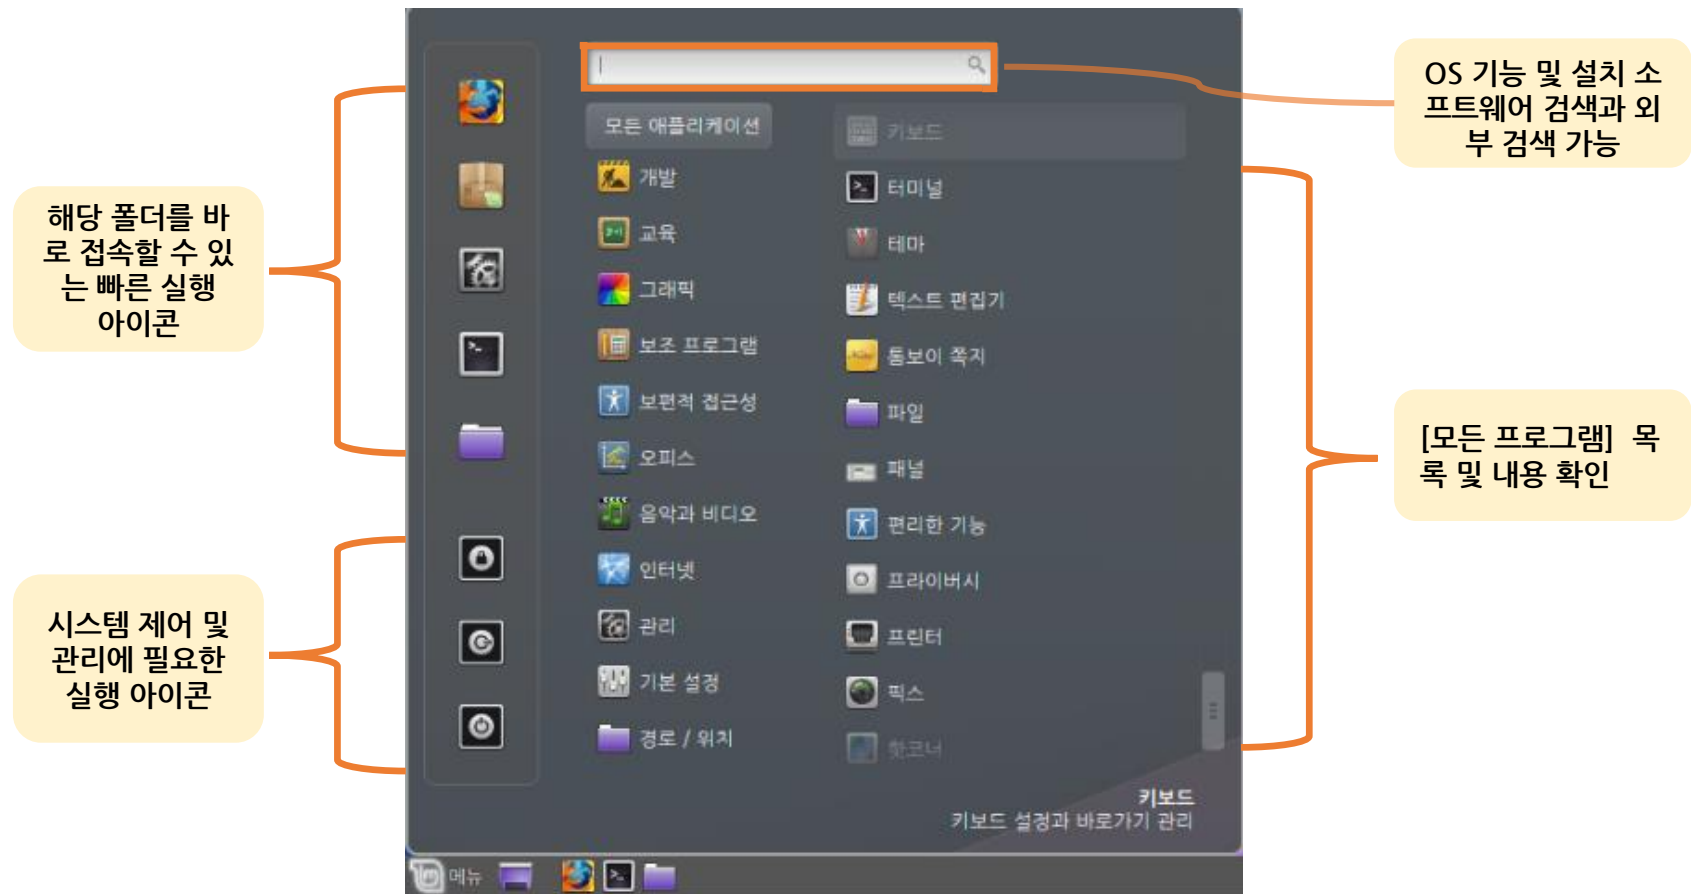 OS 기능 및 설치 소
프트웨어 검색과 외
부 검색 가능
해당 폴더를 바
로 접속할 수 있
는 빠른 실행
아이콘
시스템 제어 및
관리에 필요한
실행 아이콘
모든 애플리케이션
개발
교육
그래픽
보조 프로그램
보편적 접근성
오피스
음악과 비디오
인터넷
관리
기본 설정
경로 / 위치
키보드
터미널
테마
텍스트 편집기
톰보이 쪽지
파일
패널
편리한 기능
프라이버시
프린터
픽스
핫코너
[모든 프로그램] 목
록 및 내용 확인
키보드
키보드 설정과 바로가기 관리
메뉴